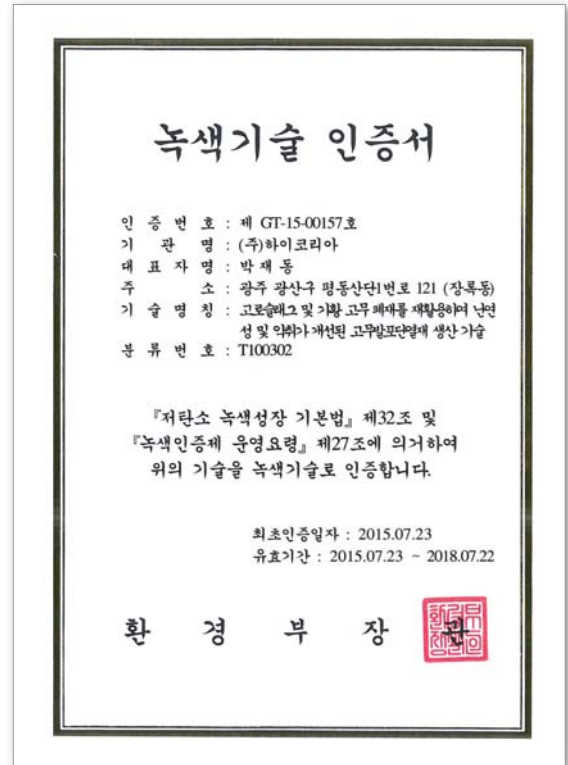 녹색기술 인증서
인 증 번 호 : 제 GT-15-00157호
기 관 명 : (주)하이코리아
대 표 자 명 : 박재동
주 소 : 광주 광산구 평동산단1번로 121 (장록동)
기 술 명 칭 : 고로슬래그 및 가황 고무 폐재를 재활용하여 난연
성 및 악취가 개선된 고무발포단열재 생산 기술
분 류 번 호 : T100302
『저탄소 녹색성장 기본법』 제32조 및
『녹색인증제 운영요령』 제27조에 의거하여
위의 기술을 녹색기술로 인증합니다.
최초인증일자 : 2015.07.23
유효기간 : 2015.07.23 ~ 2018.07.22
환 경 부 장 관